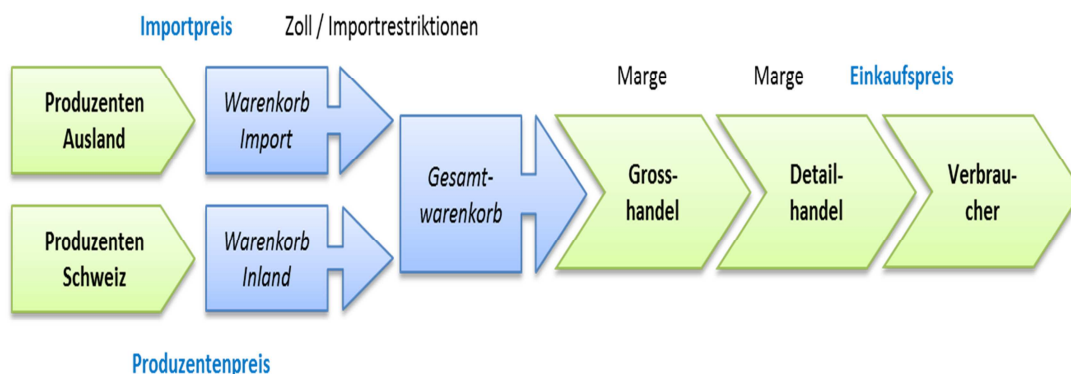 Importpreis Zoll / Importrestriktionen
Marge Marge Einkaufspreis
Produzenten
Ausland
Warenkorb
Import
Gesamt-
warenkorb
Gross-
handel
Detail-
handel
Verbrau-
cher
Produzenten
Schweiz
Warenkorb
Inland
Produzentenpreis